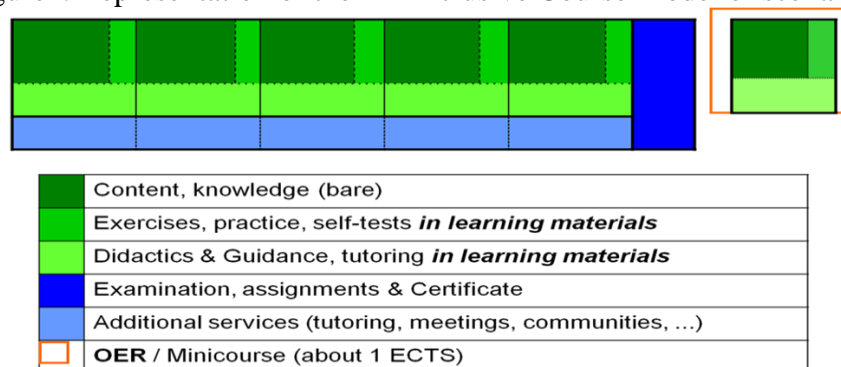 Content, knowledge (bare)
Exercises, practice, self-tests in learning materials
Didactics & Guidance, tutoring in learning materials
Examination, assignments & Certificate
Additional services (tutoring, meetings, communities, ...)
OER / Minicourse (about 1 ECTS)